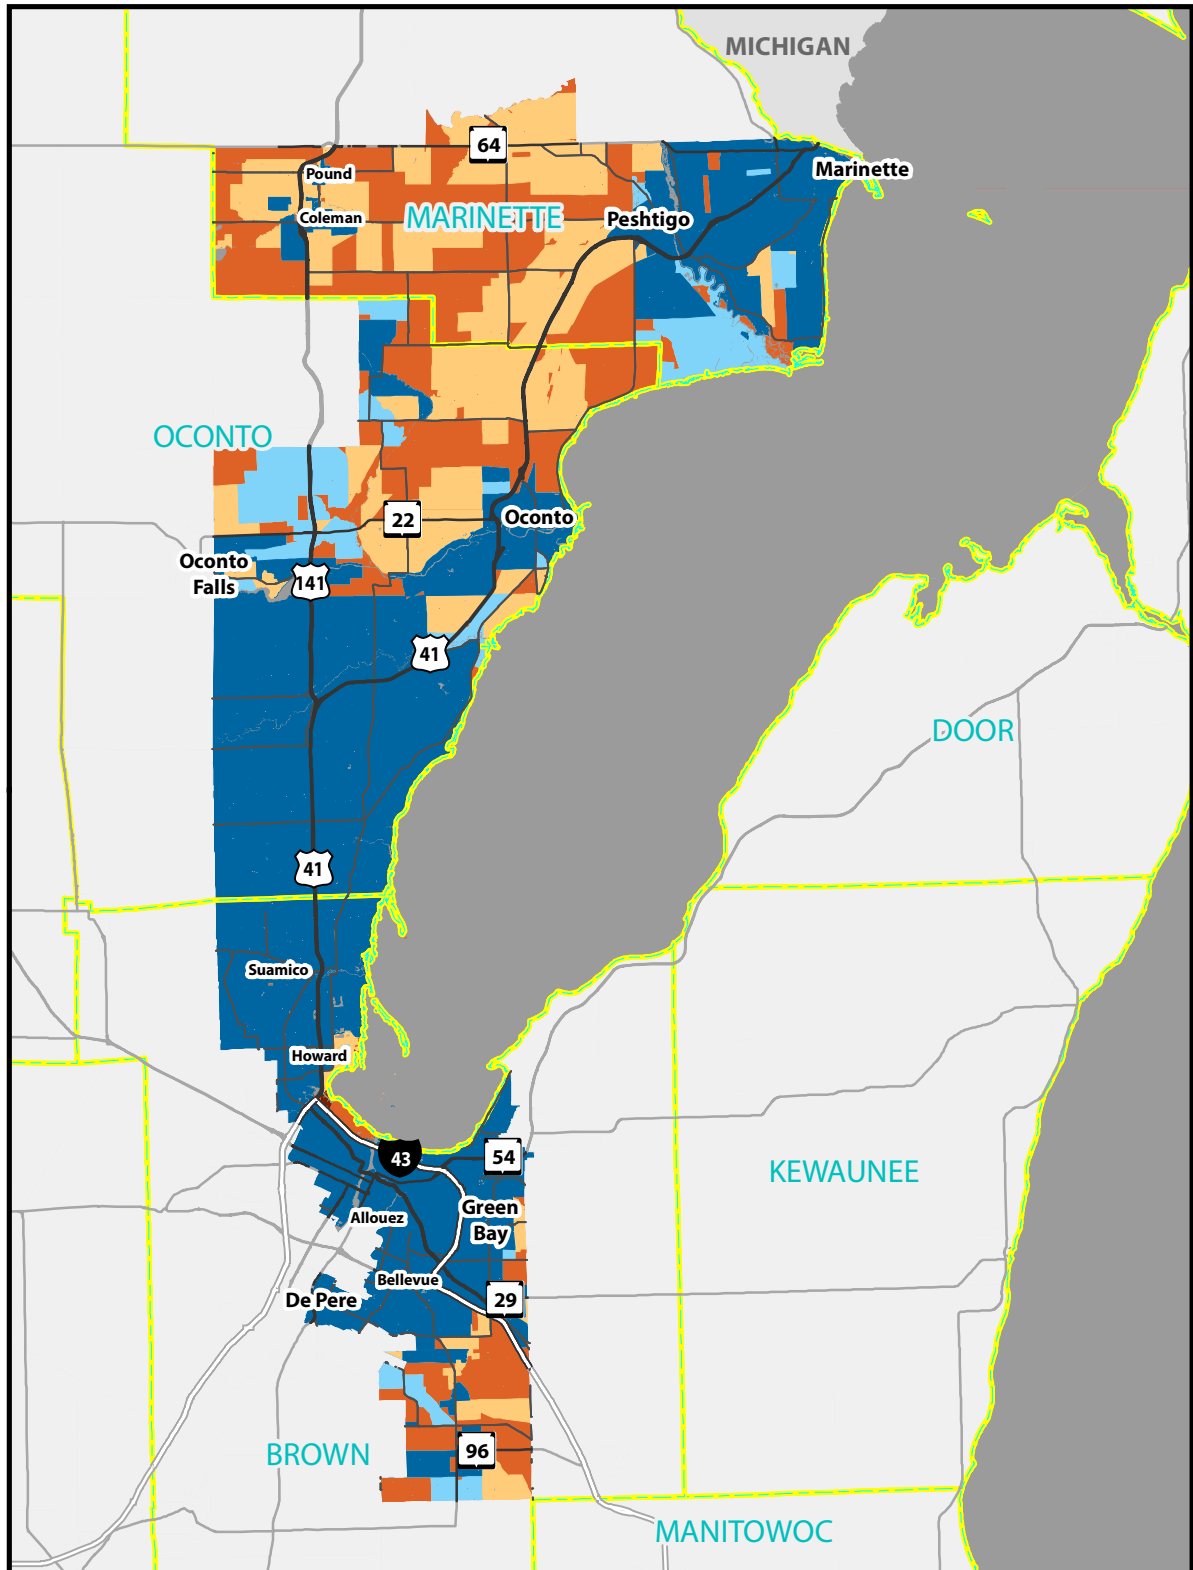 MICHIGAN
64
Marinette
Pound
Coleman
MARINETTE
Peshtigo
OCONTO
22
Oconto
Oconto
Falls
141
41
DOOR
41
Suamico
Howard
43
54
KEWAUNEE
Green
Bay
Allouez
Bellevue
De Pere
29
BROWN
96
MANITOWOC